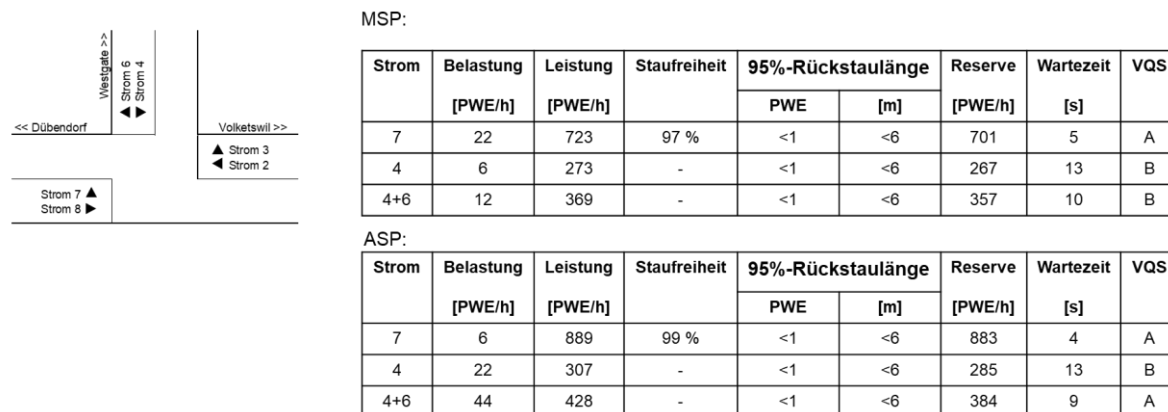 MSP:
Westgate >>
Strom 6
Strom 4
<< Dübendorf
Volketswil >>
Strom 3
Strom 2
Strom 7
Strom 8
Strom Belastung Leistung Staufreiheit 95%-Rückstaulänge Reserve Wartezeit VQS
[PWE/h] [PWE/h] PWE [m] [PWE/h] [s]
7 22 723 97 % <1 <6 701 5 A
4 6 273 - <1 <6 267 13 B
4+6 12 369 - <1 <6 357 10 B
ASP:
Strom Belastung Leistung Staufreiheit 95%-Rückstaulänge Reserve Wartezeit VQS
[PWE/h] [PWE/h] PWE [m] [PWE/h] [s]
7 6 889 99 % <1 <6 883 4 A
4 22 307 - <1 <6 285 13 B
4+6 44 428 - <1 <6 384 9 A